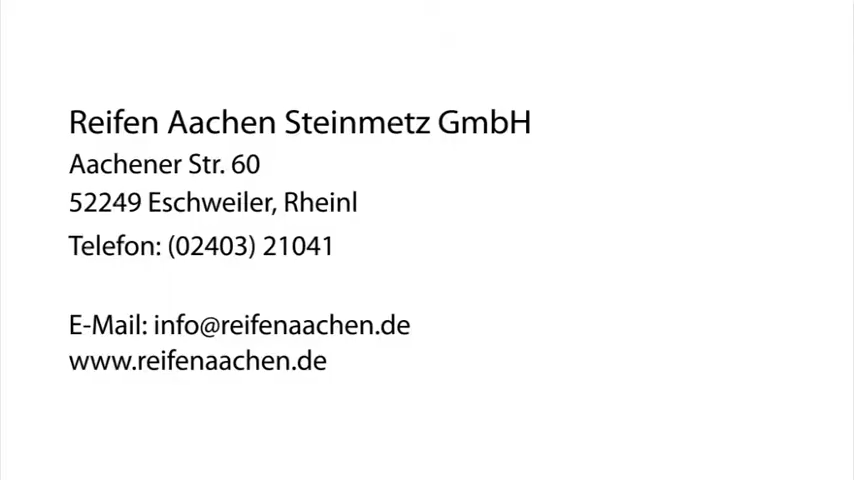 Reifen Aachen Steinmetz GmbH
Aachener Str. 60
52249 Eschweiler, Rheinl
Telefon: (02403) 21041
E-Mail: info@reifenaachen.de
www.reifenaachen.de